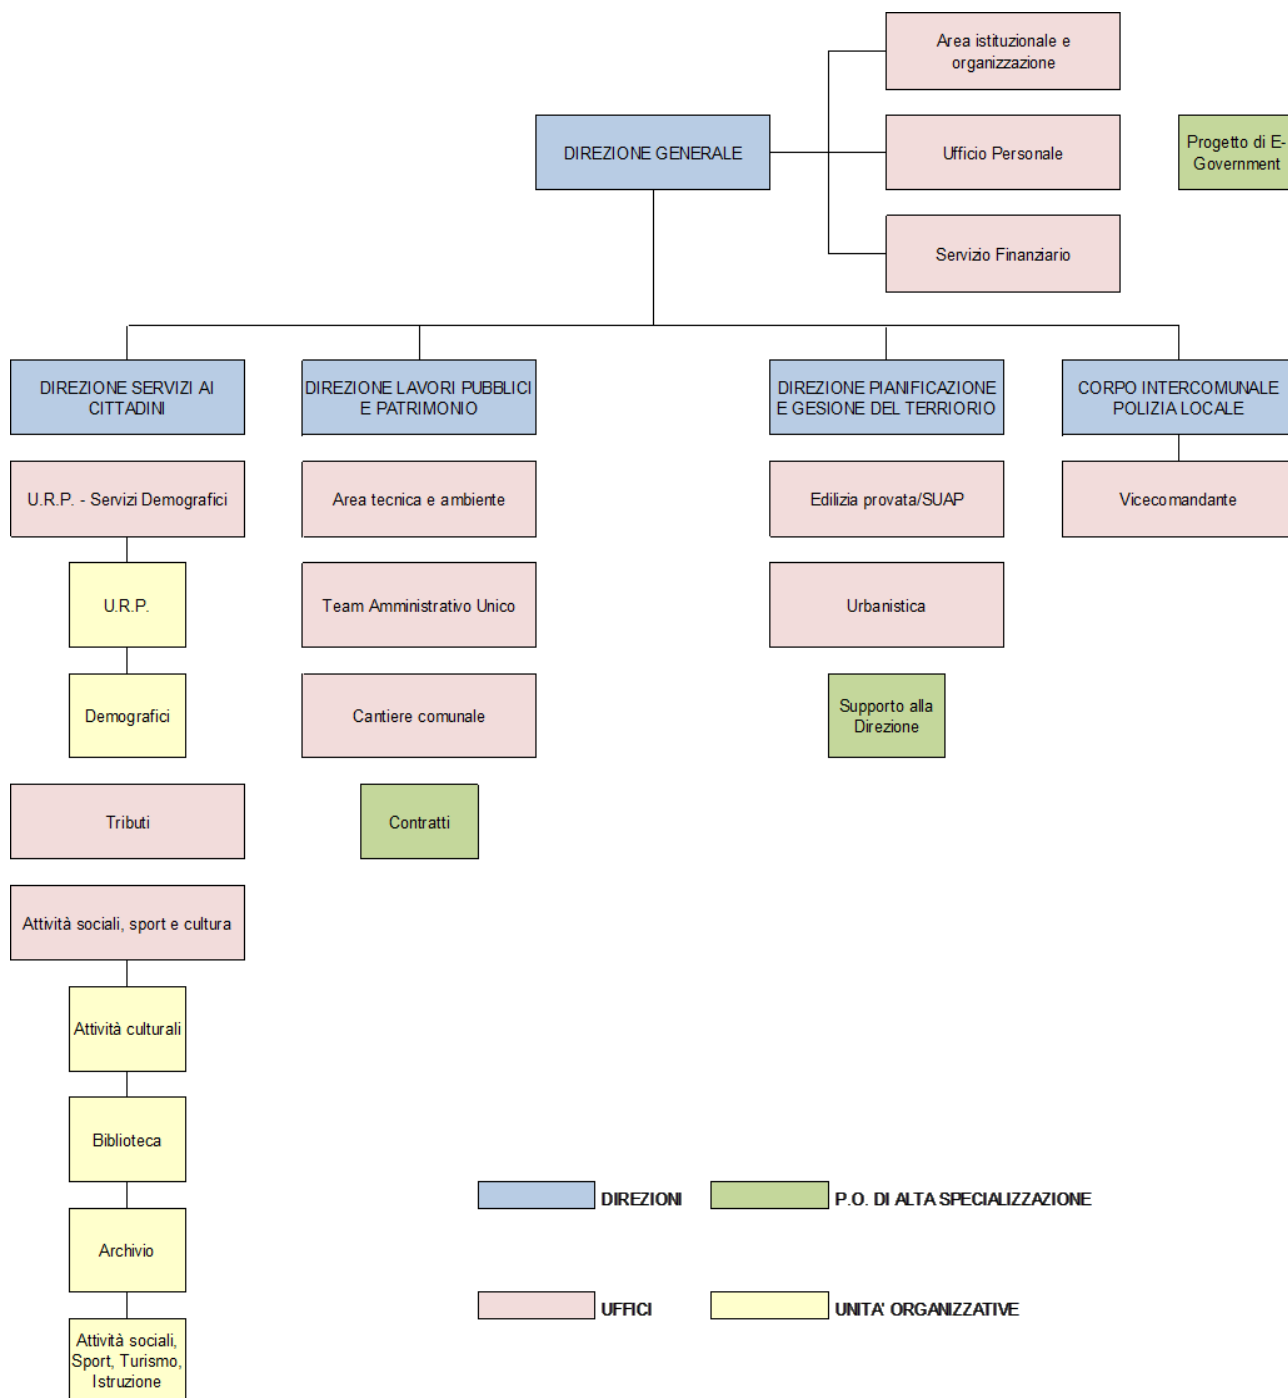 Area istituzionale e
organizzazione
DIREZIONE GENERALE
Ufficio Personale
Progetto di E-
Government
Servizio Finanziario
DIREZIONE SERVIZI AI
CITTADINI
DIREZIONE LAVORI PUBBLICI
E PATRIMONIO
DIREZIONE PIANIFICAZIONE
E GESIONE DEL TERRIORIO
CORPO INTERCOMUNALE
POLIZIA LOCALE
U.R.P. - Servizi Demografici
Area tecnica e ambiente
Edilizia provata/SUAP
Vicecomandante
U.R.P.
Team Amministrativo Unico
Urbanistica
Demografici
Cantiere comunale
Supporto alla
Direzione
Tributi
Contratti
Attività sociali, sport e cultura
Attività culturali
Biblioteca
Archivio
Attività sociali,
Sport, Turismo,
Istruzione
DIREZIONI
P.O. DI ALTA SPECIALIZZAZIONE
UFFICI
UNITA' ORGANIZZATIVE